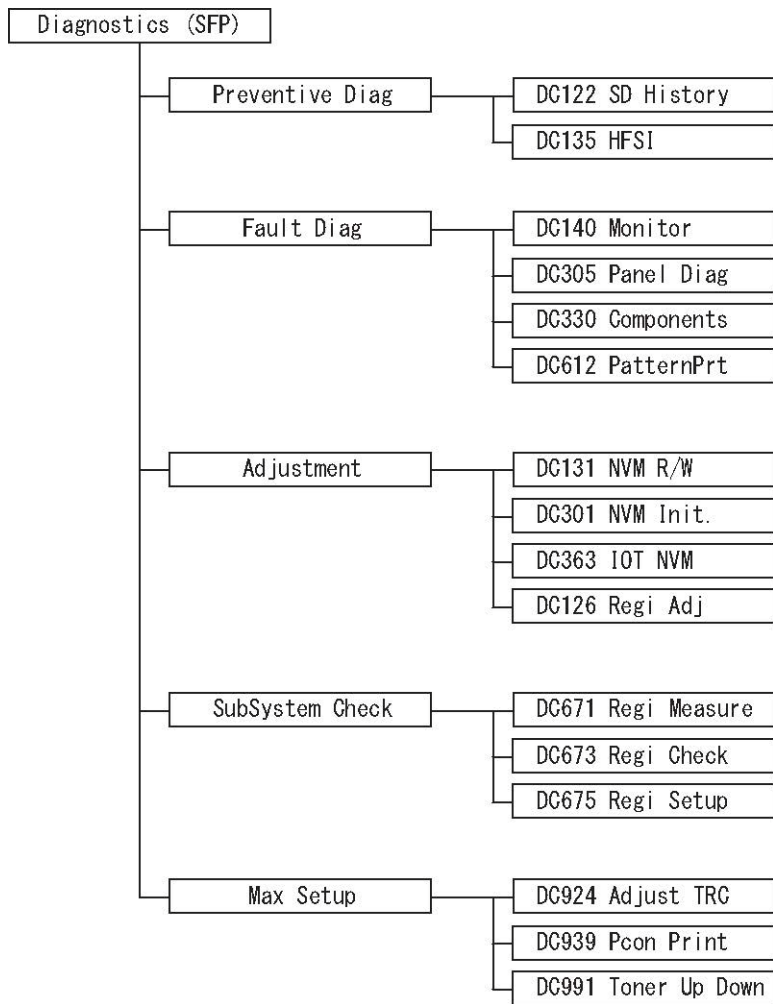 Diagnostics (SFP)
Preventive Diag
DC122 SD History
DC135 HFSI
Fault Diag
DC140 Monitor
DC305 Panel Diag
DC330 Components
DC612 PatternPrt
Adjustment
DC131 NVM R/W
DC301 NVM Init.
DC363 IOT NVM
DC126 Regi Adj
SubSystem Check
DC671 Regi Measure
DC673 Regi Check
DC675 Regi Setup
Max Setup
DC924 Adjust TRC
DC939 Pcon Print
DC991 Toner Up Down